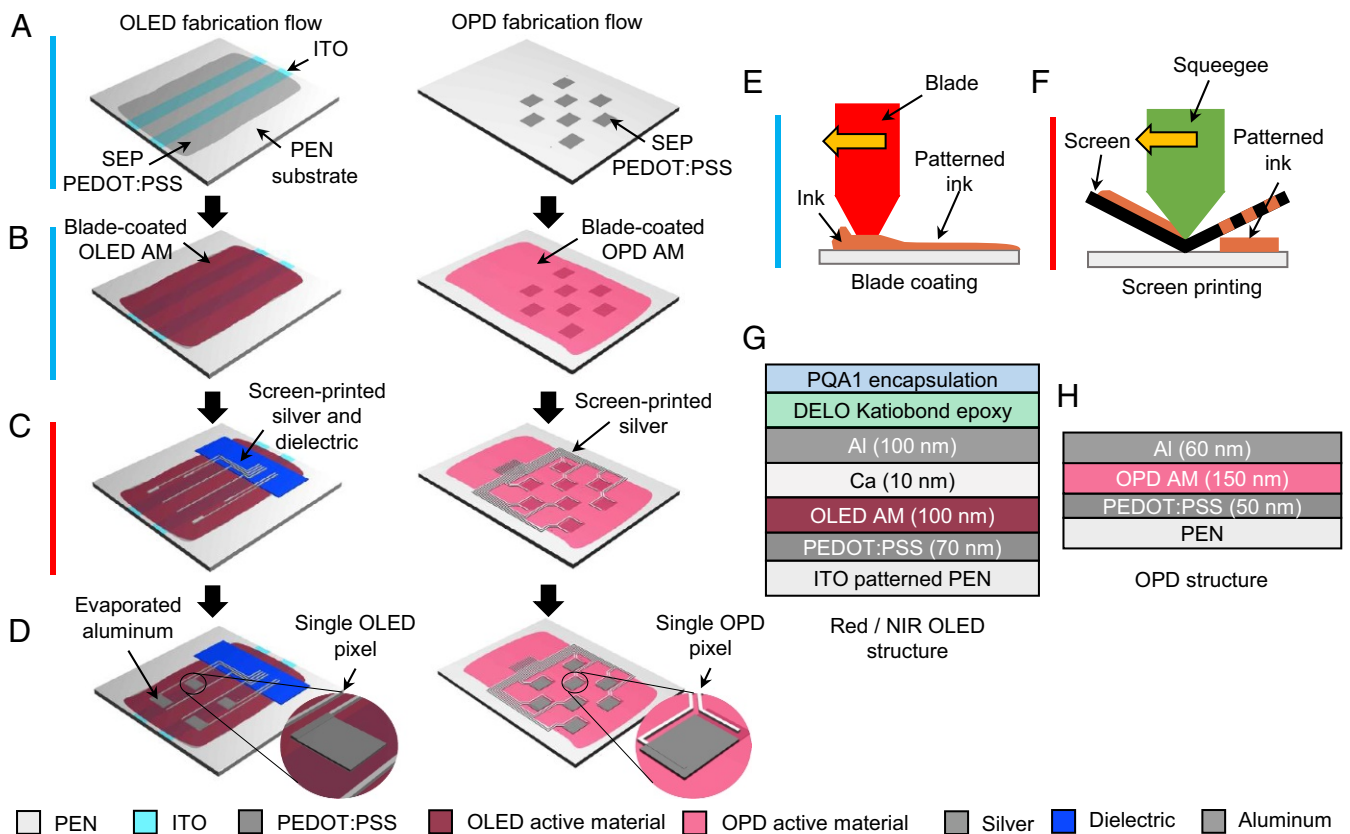 A
OLED fabrication flow
OPD fabrication flow
ITO
SEP
PEDOT:PSS
PEN
substrate
SEP
PEDOT:PSS
B
Blade-coated
OLED AM
Blade-coated
OPD AM
C
Screen-printed
silver and
dielectric
Screen-printed
silver
D
Evaporated
aluminum
Single OLED
pixel
Single OPD
pixel
E
Blade
Ink
Patterned
ink
Blade coating
F
Squeegee
Screen
Patterned
ink
Screen printing
G
PQA1 encapsulation
DELO Katiobond epoxy
Al (100 nm)
Ca (10 nm)
OLED AM (100 nm)
PEDOT:PSS (70 nm)
ITO patterned PEN
Red / NIR OLED
structure
H
Al (60 nm)
OPD AM (150 nm)
PEDOT:PSS (50 nm)
PEN
OPD structure
PEN
ITO
PEDOT:PSS
OLED active material
OPD active material
Silver
Dielectric
Aluminum